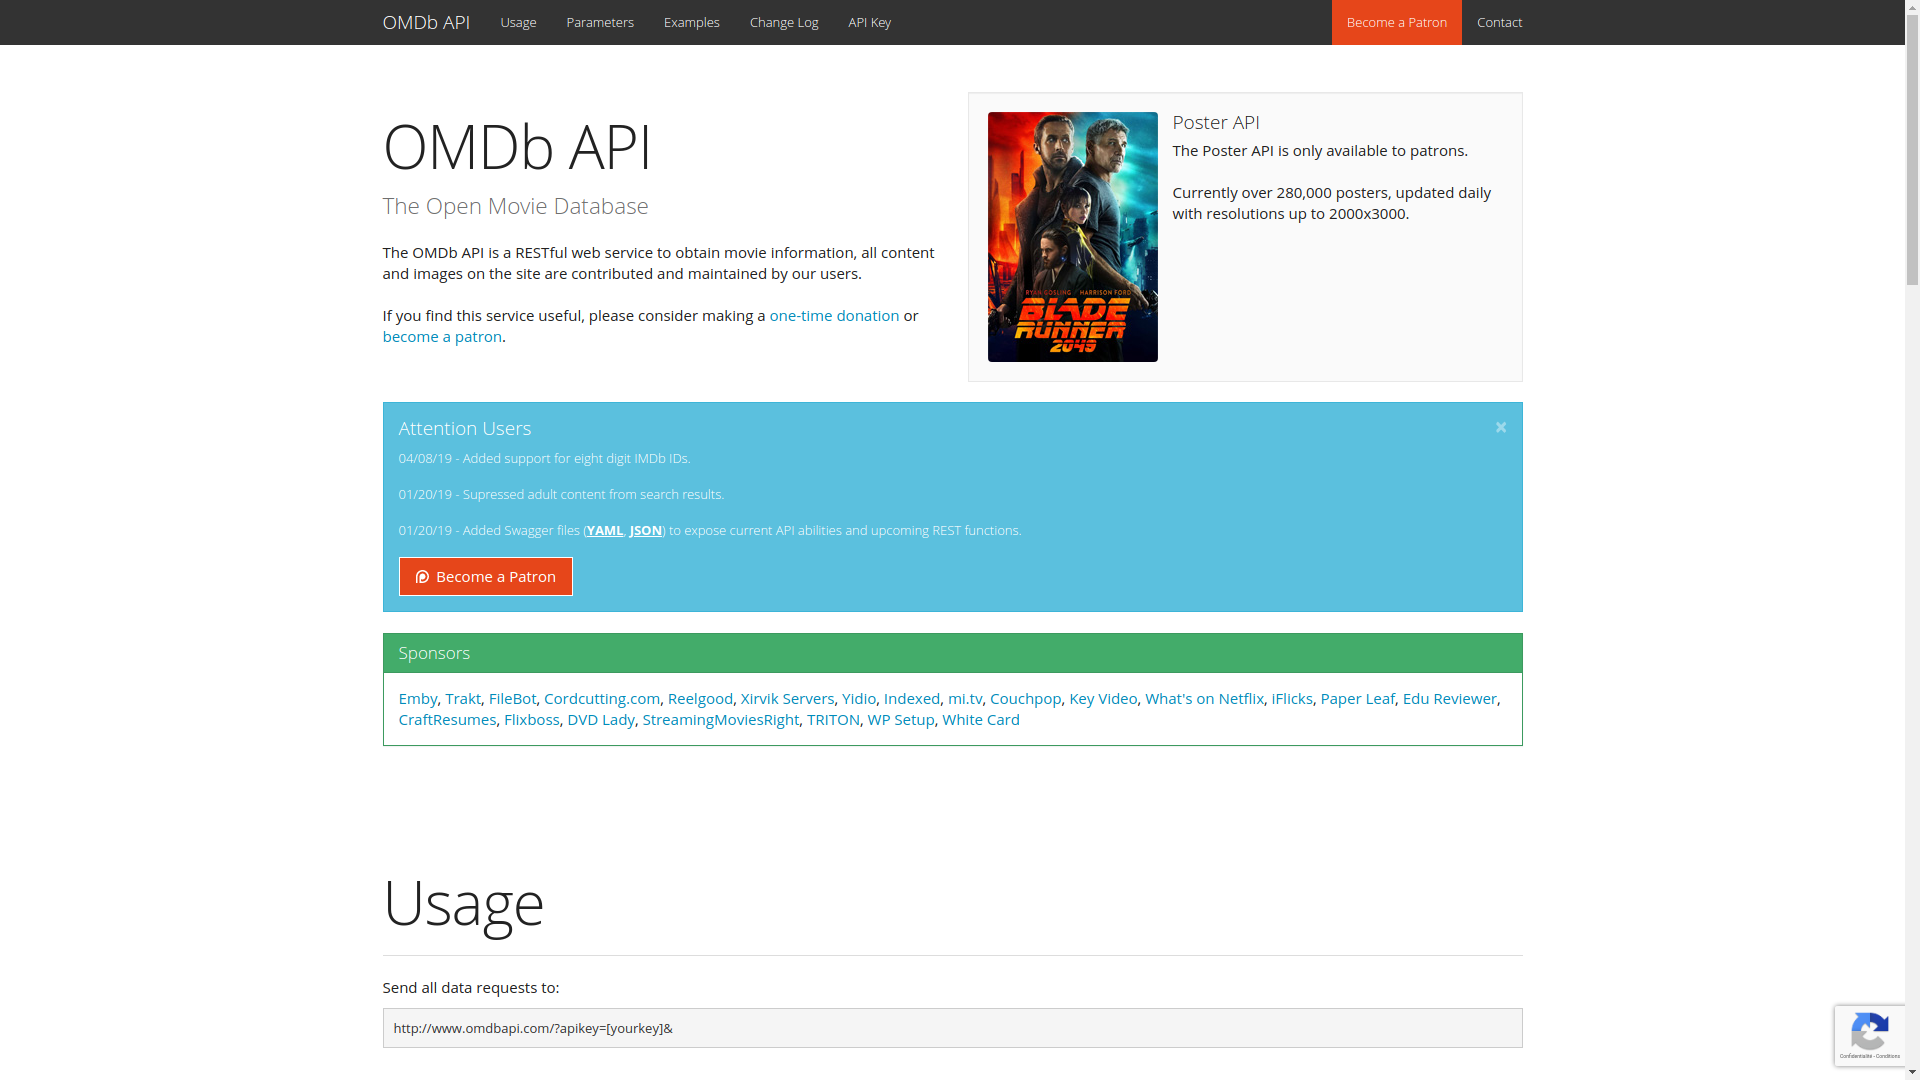 OMDb API Usage Parameters Examples Change Log API Key Become a Patron Contact
OMDb API
The Open Movie Database
The OMDb API is a RESTful web service to obtain movie information, all content
and images on the site are contributed and maintained by our users.
If you find this service useful, please consider making a one-time donation or
become a patron.
RYAN GOSLING HARRISON FORD
BLADE
RUNNER
2049
Poster API
The Poster API is only available to patrons.
Currently over 280,000 posters, updated daily
with resolutions up to 2000x3000.
Attention Users
×
04/08/19 - Added support for eight digit IMDb IDs.
01/20/19 - Supressed adult content from search results.
01/20/19 - Added Swagger files (YAML, JSON) to expose current API abilities and upcoming REST functions.
Become a Patron
Sponsors
Emby, Trakt, FileBot, Cordcutting.com, Reelgood, Xirvik Servers, Yidio, Indexed, mi.tv, Couchpop, Key Video, What's on Netflix, iFlicks, Paper Leaf, Edu Reviewer,
CraftResumes, Flixboss, DVD Lady, StreamingMoviesRight, TRITON, WP Setup, White Card
Usage
Send all data requests to:
http://www.omdbapi.com/?apikey=[yourkey]&
Confidentialité - Conditions